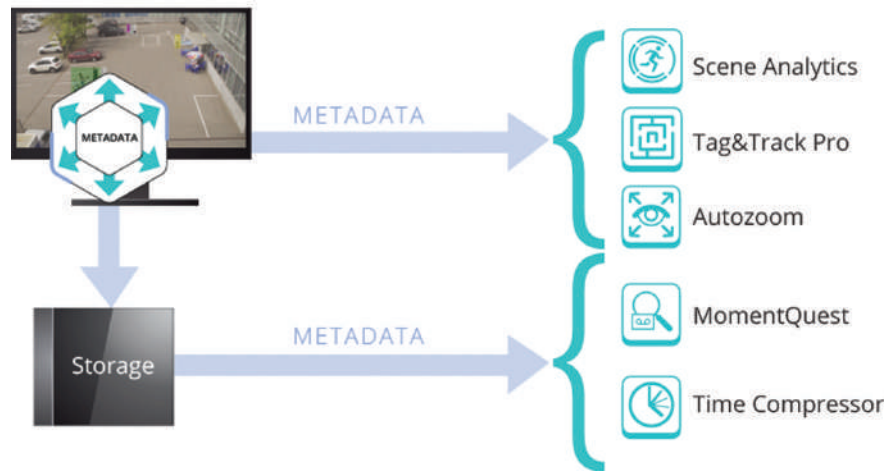 METADATA
METADATA
Scene Analytics
Tag&Track Pro
Autozoom
Storage
METADATA
MomentQuest
Time Compressor